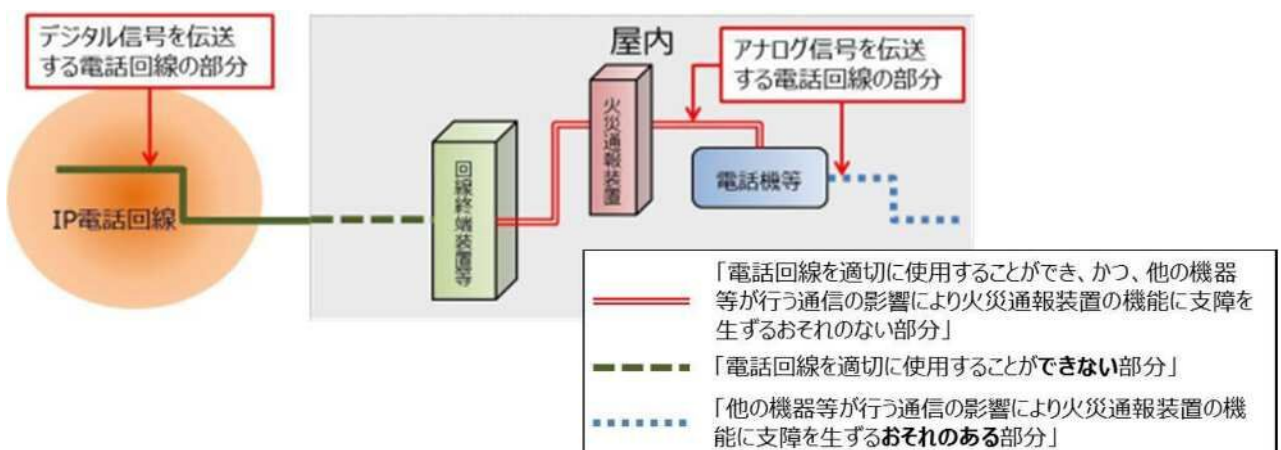 デジタル信号を伝送
する電話回線の部分
屋内
アナログ信号を伝送
する電話回線の部分
火災通報装置
回線終端装置等
電話機等
IP電話回線
「電話回線を適切に使用することができ、かつ、他の機器
等が行う通信の影響により火災通報装置の機能に支障を
生ずるおそれのない部分」
「電話回線を適切に使用することができない部分」
「他の機器等が行う通信の影響により火災通報装置の機
能に支障を生ずるおそれのある部分」